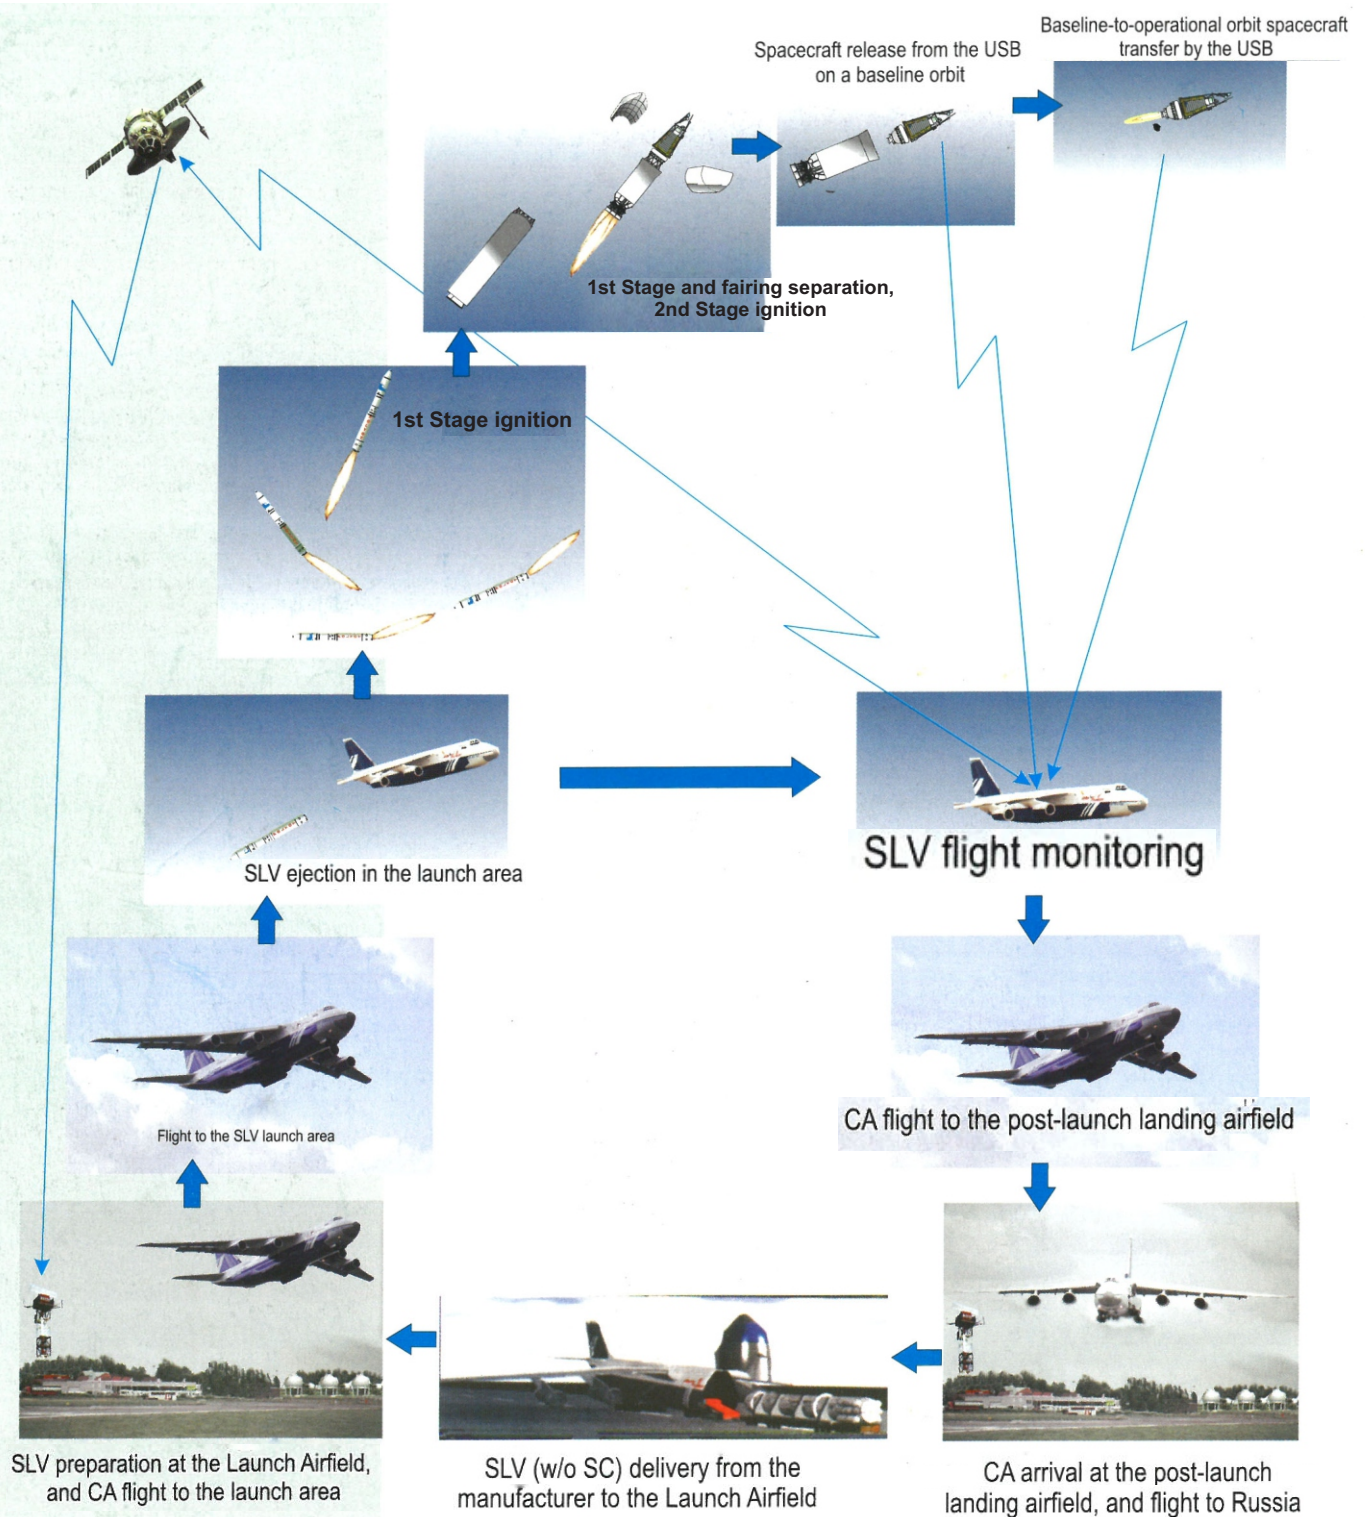 Baseline-to-operational orbit spacecraft
transfer by the USB
Spacecraft release from the USB
on a baseline orbit
1st Stage and fairing separation,
2nd Stage ignition
1st Stage ignition
SLV ejection in the launch area
SLV flight monitoring
Flight to the SLV launch area
CA flight to the post-launch landing airfield
SLV preparation at the Launch Airfield,
and CA flight to the launch area
SLV (w/o SC) delivery from the
manufacturer to the Launch Airfield
CA arrival at the post-launch
landing airfield, and flight to Russia